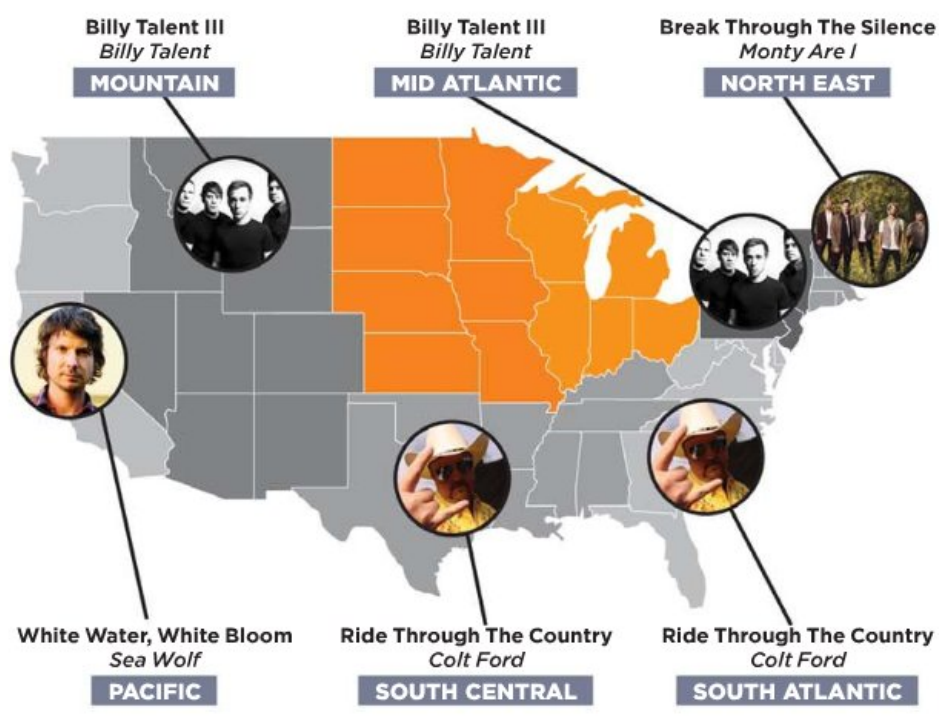 Billy Talent III
Billy Talent
MOUNTAIN
Billy Talent III
Billy Talent
MID ATLANTIC
Break Through The Silence
Monty Are I
NORTH EAST
White Water, White Bloom
Sea Wolf
PACIFIC
Ride Through The Country
Colt Ford
SOUTH CENTRAL
Ride Through The Country
Colt Ford
SOUTH ATLANTIC